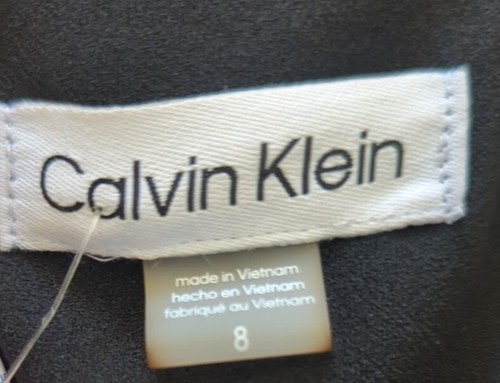 Calvin Klein
made in Vietnam
hecho en Vietnam
fabriqué au Vietnam
8